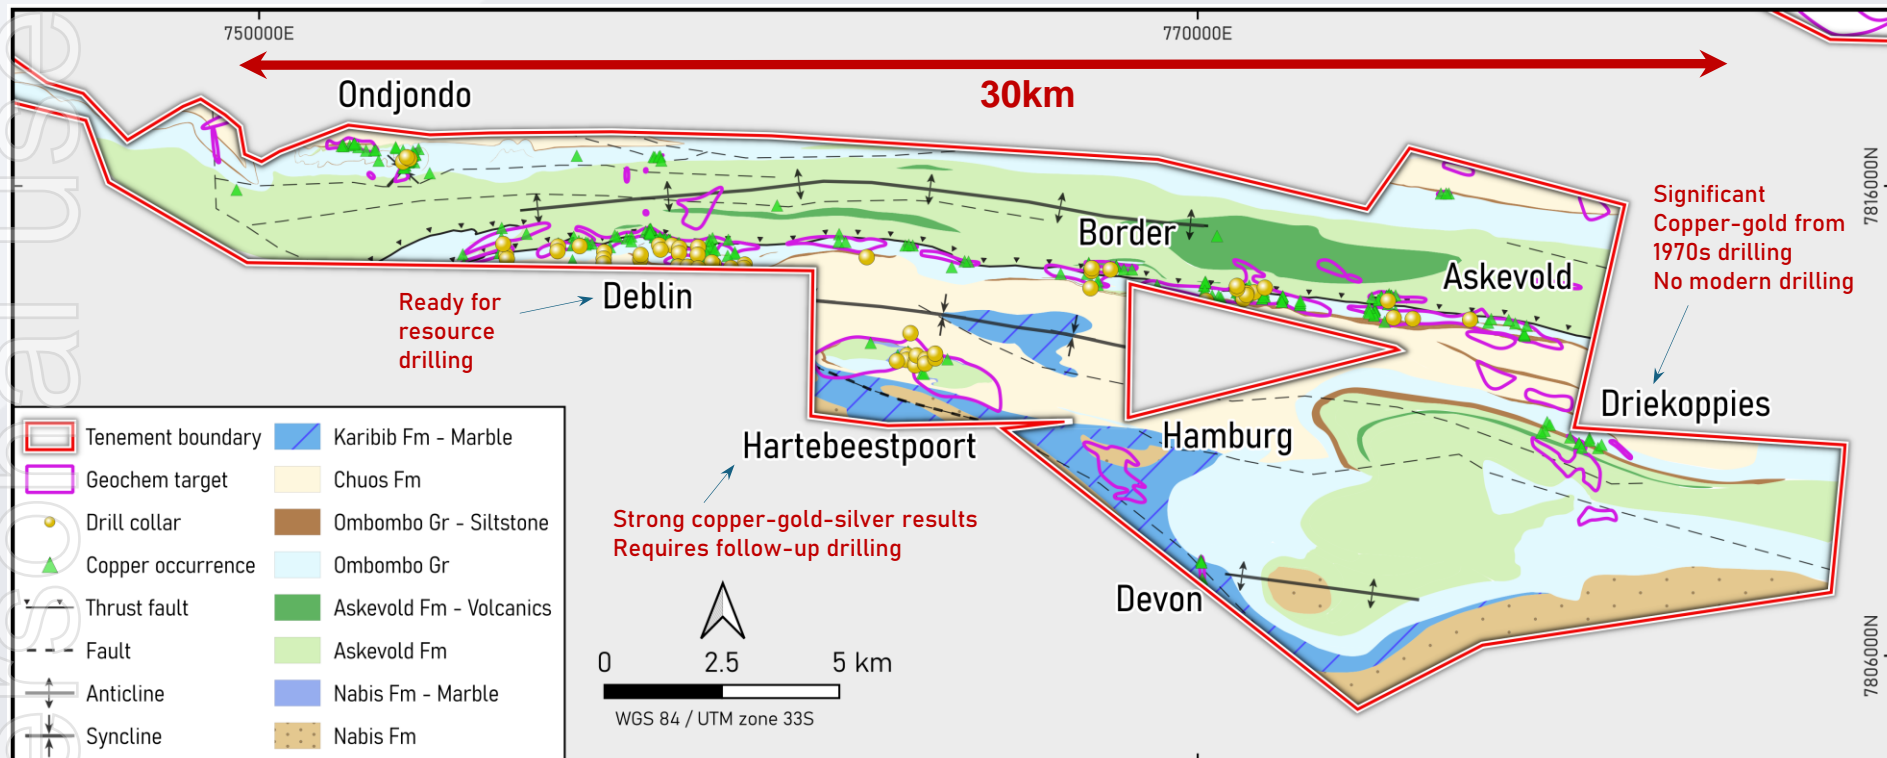 750000E
770000E
30km
Ondjondo
7816000N
Significant
Copper-gold from
1970s drilling
No modern drilling
Border
Askevold
Ready for
resource
drilling
Deblin
Driekoppies
Hartebeestpoort
Hamburg
Strong copper-gold-silver results
Requires follow-up drilling
Devon
7806000N
0 2.5 5 km
WGS 84 / UTM zone 33S
Tenement boundary
Geochem target
Drill collar
Copper occurrence
Thrust fault
Fault
Anticline
Syncline
Karibib Fm - Marble
Chuos Fm
Ombombo Gr - Siltstone
Ombombo Gr
Askevold Fm - Volcanics
Askevold Fm
Nabis Fm - Marble
Nabis Fm
ersonal use